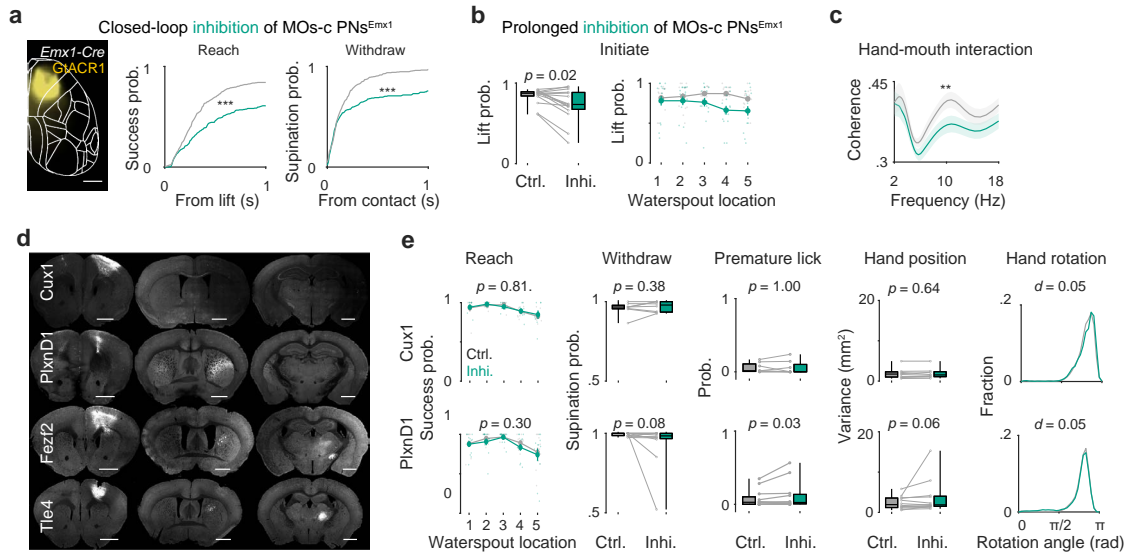 a
Closed-loop inhibition of MOs-c PNsEmx1
Emx1-Cre
GtACR1
Reach
Withdraw
1
Success prob.
***
0
0
1
From lift (s)
1
Supination prob.
***
0
0
1
From contact (s)
b
Prolonged inhibition of MOs-c PNsEmx1
Initiate
p = 0.02
1
Lift prob.
0
Ctrl.
Inhi.
1
Lift prob.
0
1 2 3 4 5
Waterspout location
c
Hand-mouth interaction
.45
**
Coherence
.3
2
10
18
Frequency (Hz)
d
Cux1
PlxnD1
Fezf2
Tle4
e
Reach
Withdraw
Premature lick
Hand position
Hand rotation
Cux1
p = 0.81.
p = 0.38
p = 1.00
p = 0.64
d = 0.05
1
Ctrl.
Inhi.
0
1
.5
1
0
20
0
.2
0
Success prob.
Supination prob.
Prob.
Variance (mm²)
Fraction
PlxnD1
p = 0.30
p = 0.08
p = 0.03
p = 0.06
d = 0.05
1
0
1
.5
1
0
20
0
.2
0
1 2 3 4 5
Waterspout location
Ctrl. Inhi.
Ctrl. Inhi.
Ctrl. Inhi.
0 π/2 π
Rotation angle (rad)